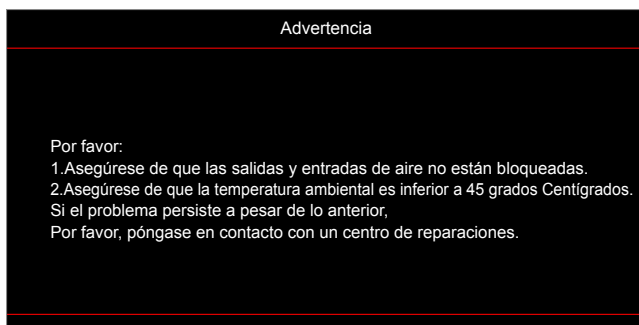 Advertencia
Por favor:
1.Asegúrese de que las salidas y entradas de aire no están bloqueadas.
2.Asegúrese de que la temperatura ambiental es inferior a 45 grados Centígrados.
Si el problema persiste a pesar de lo anterior,
Por favor, póngase en contacto con un centro de reparaciones.